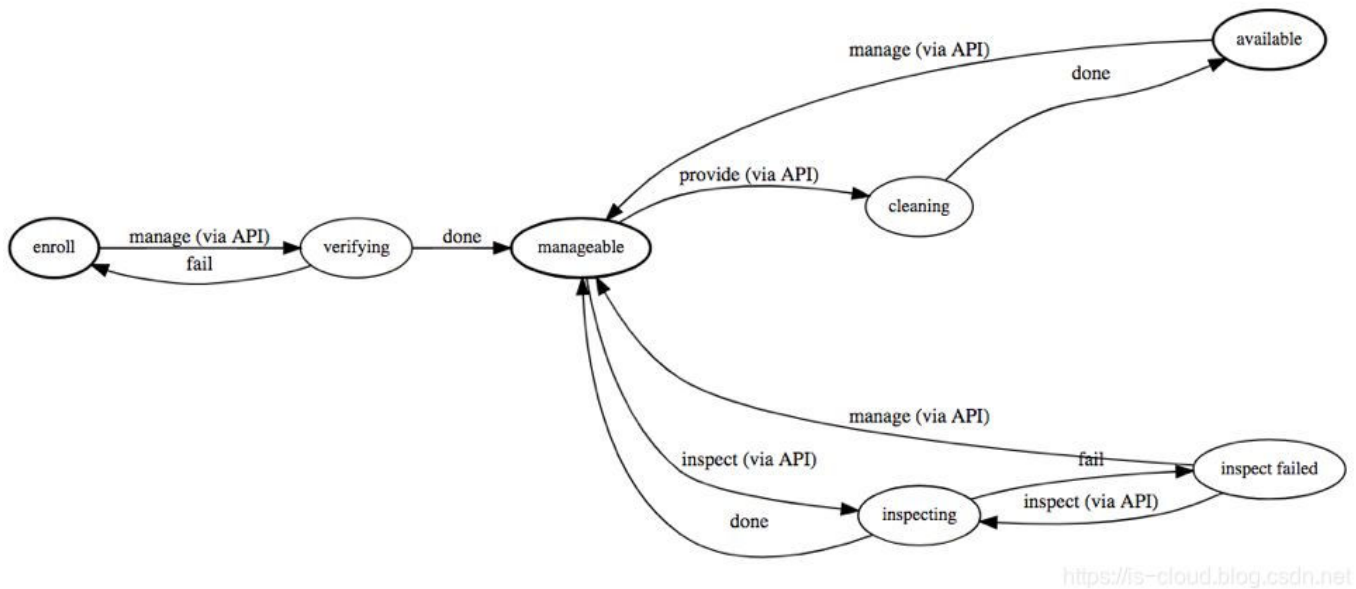 available
manage (via API)
done
provide (via API)
cleaning
enroll
manage (via API)
verifying
done
manageable
fail
manage (via API)
inspect (via API)
fail
inspect failed
inspect (via API)
inspecting
done
https://is-cloud.blog.csdn.net